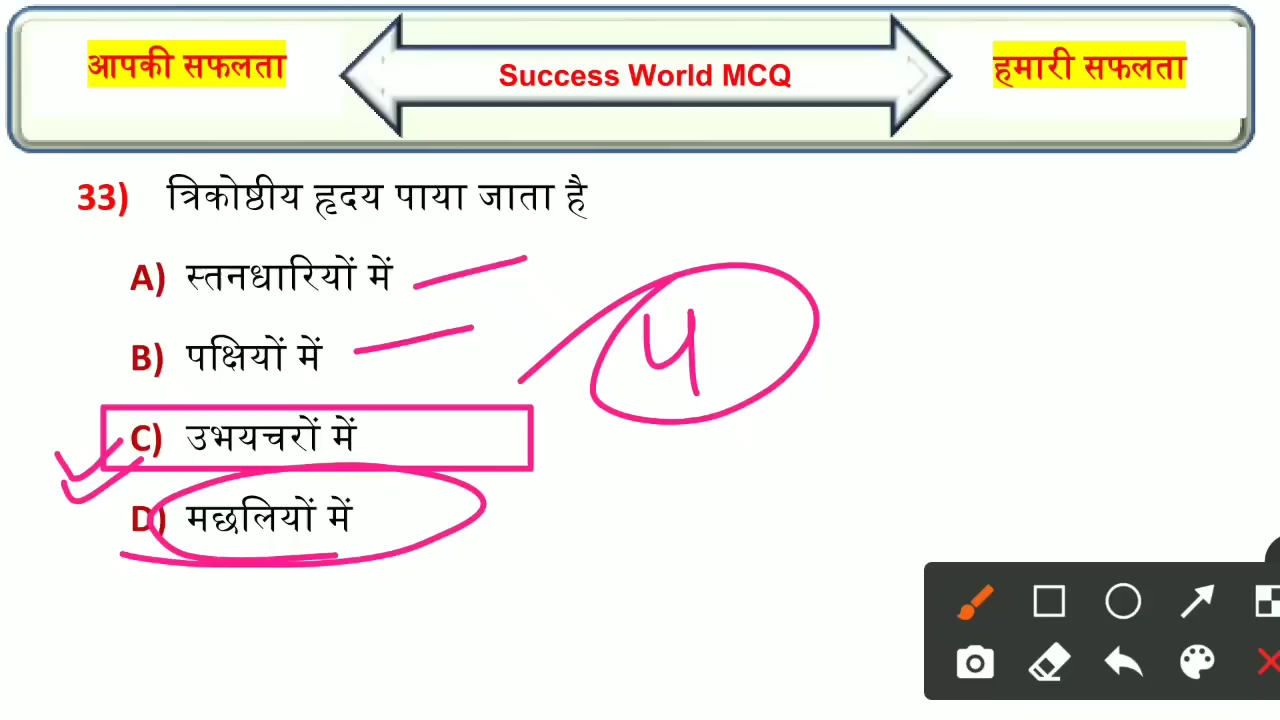 आपकी सफलता
Success World MCQ
हमारी सफलता
33) त्रिकोष्ठीय हृदय पाया जाता है
A) स्तनधारियों में
B) पक्षियों में
4
C) उभयचरों में
D) मछलियों में